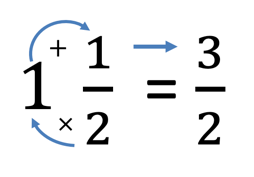 1 + 1/2 = 3/2
×